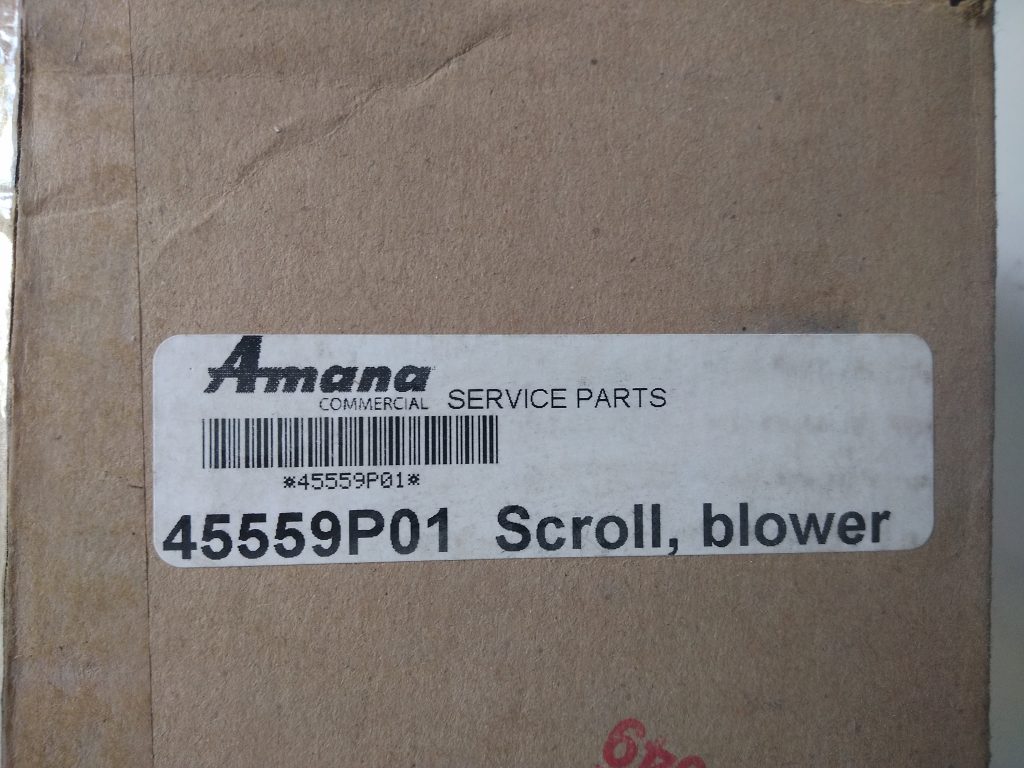 Amana
COMMERCIAL SERVICE PARTS
*45559P01*
45559P01 Scroll, blower